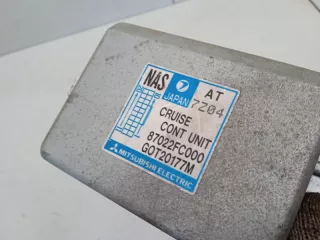 NAS JAPAN AT
7Z04
CRUISE
CONT UNIT
87022FC000
GOT20177M
MITSUBISHI ELECTRIC